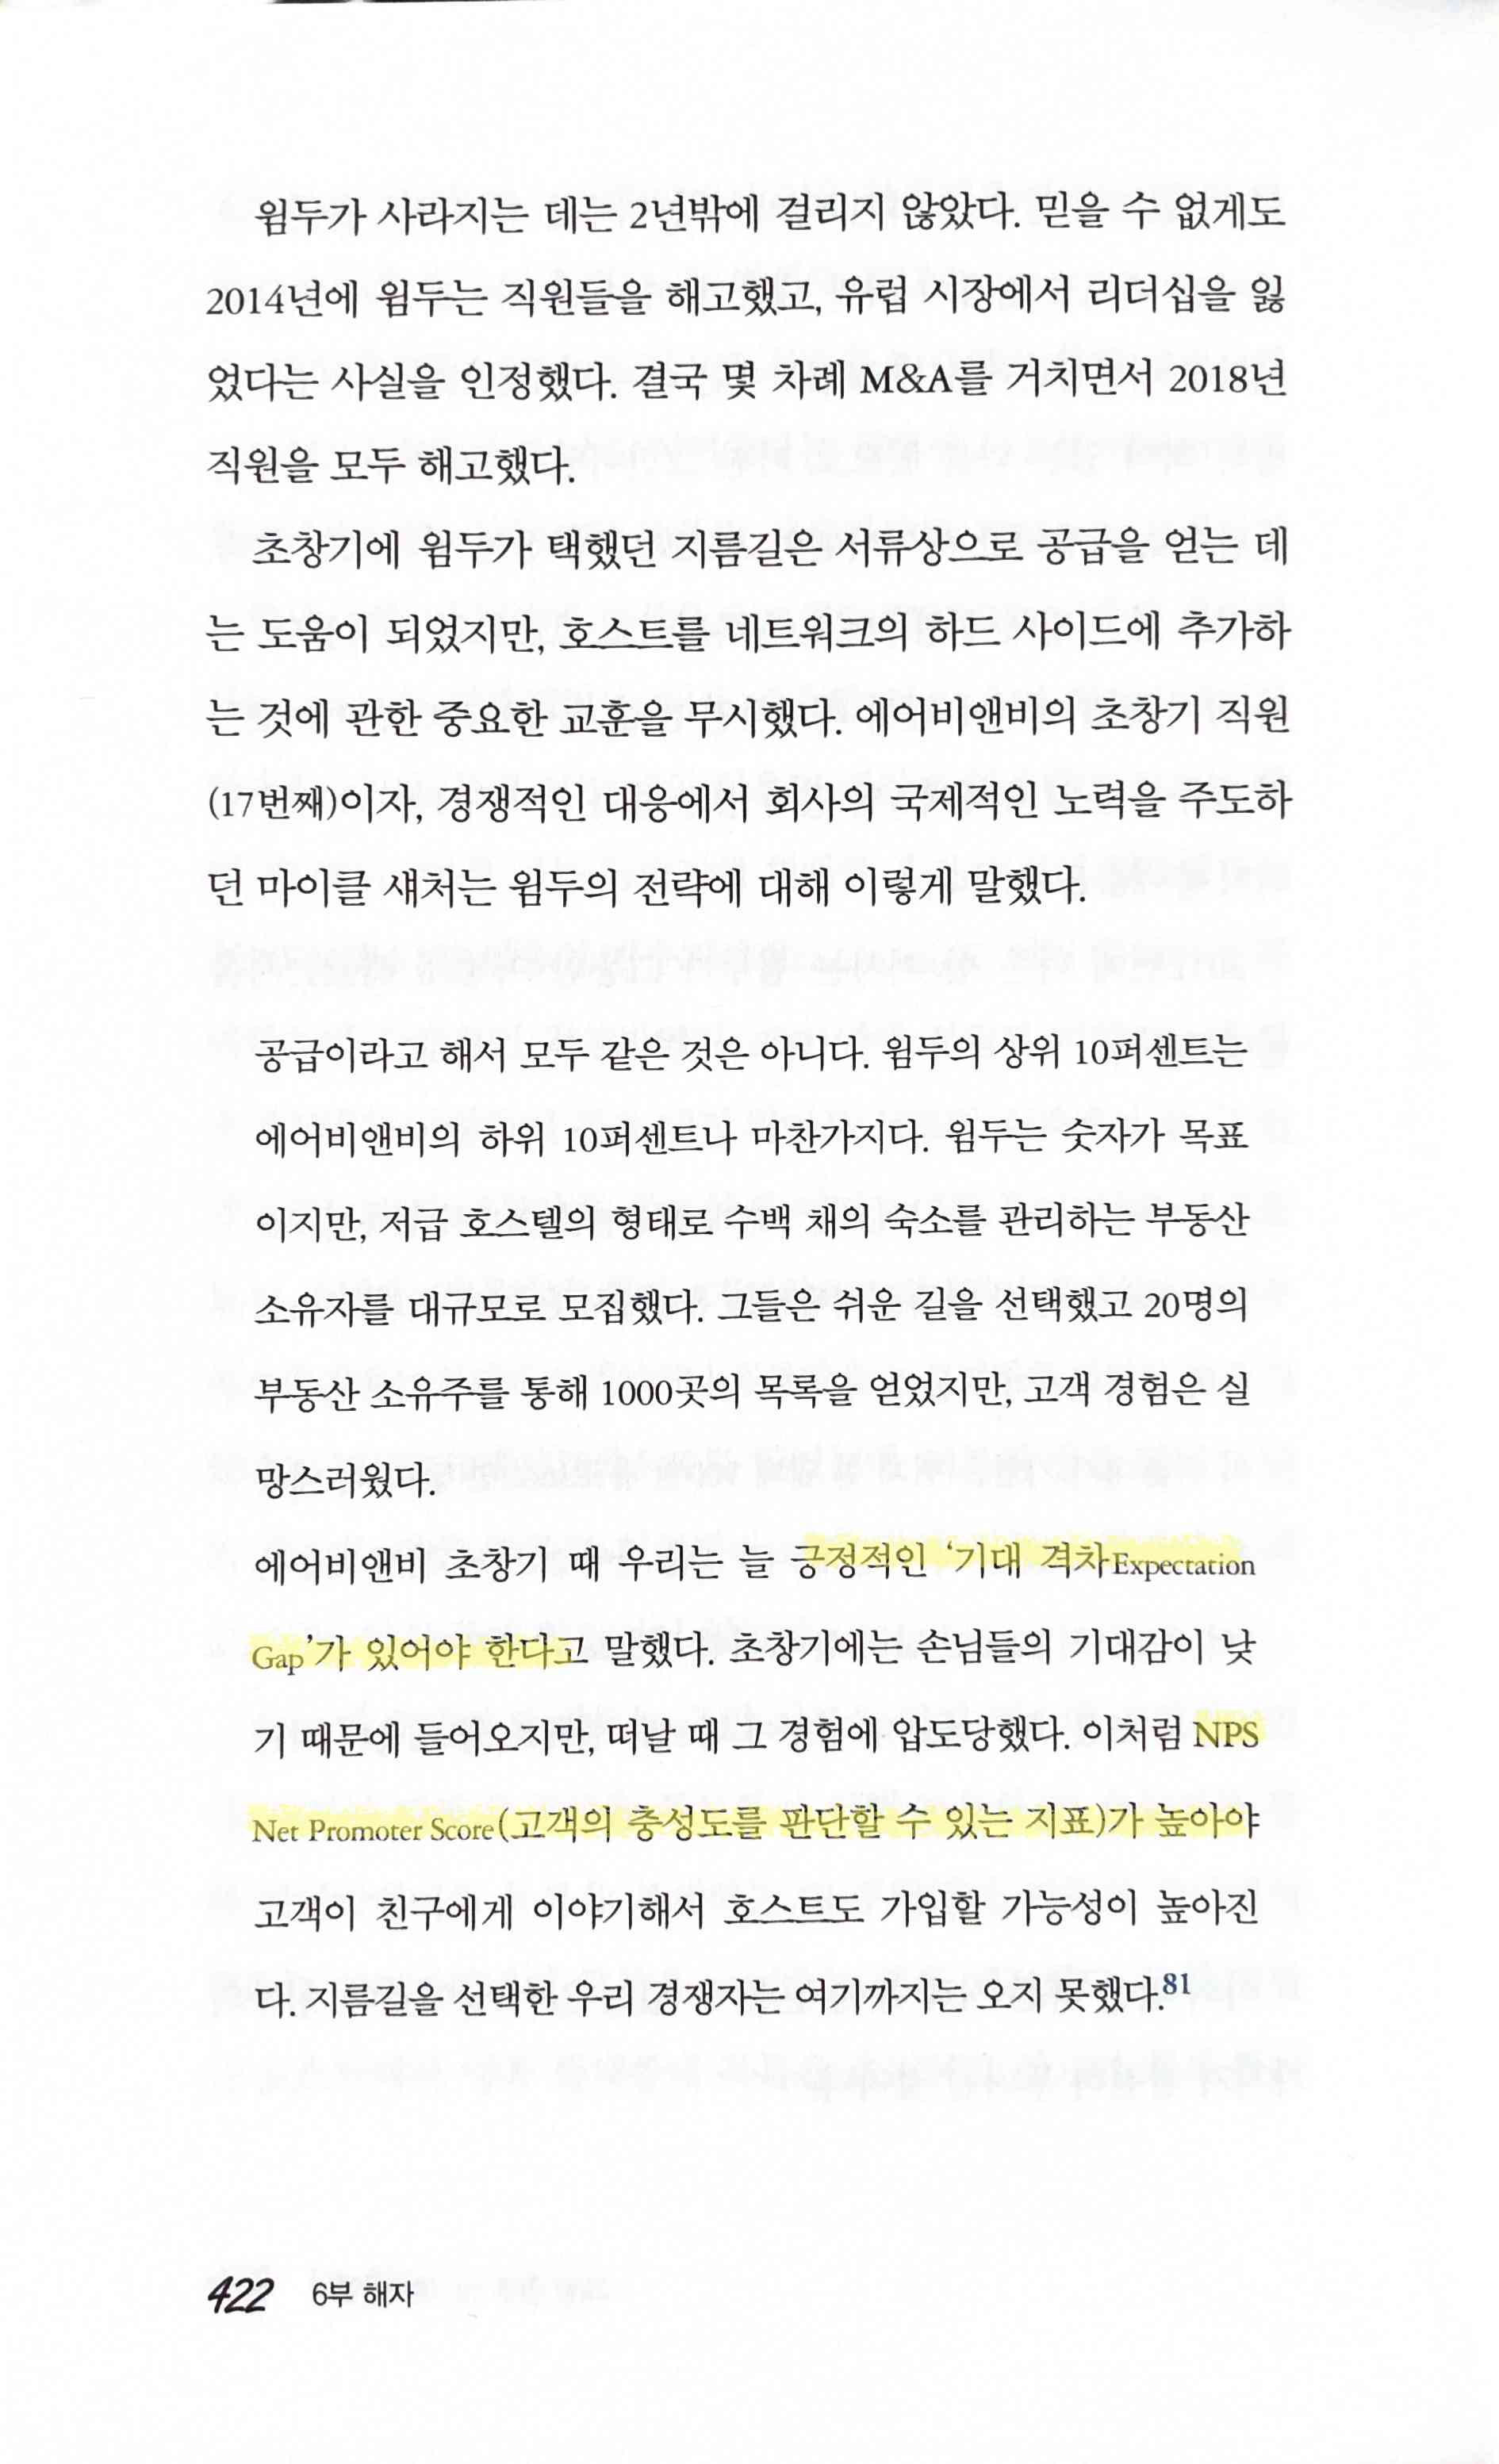 윔두가 사라지는 데는 2년밖에 걸리지 않았다. 믿을 수 없게도
2014년에 윔두는 직원들을 해고했고, 유럽 시장에서 리더십을 잃
었다는 사실을 인정했다. 결국 몇 차례 M&A를 거치면서 2018년
직원을 모두 해고했다.
초창기에 윔두가 택했던 지름길은 서류상으로 공급을 얻는 데
는 도움이 되었지만, 호스트를 네트워크의 하드 사이드에 추가하
는 것에 관한 중요한 교훈을 무시했다. 에어비앤비의 초창기 직원
(17번째)이자, 경쟁적인 대응에서 회사의 국제적인 노력을 주도하
던 마이클 섀처는 윔두의 전략에 대해 이렇게 말했다.
공급이라고 해서 모두 같은 것은 아니다. 윔두의 상위 10퍼센트는
에어비앤비의 하위 10퍼센트나 마찬가지다. 윔두는 숫자가 목표
이지만, 저급 호스텔의 형태로 수백 채의 숙소를 관리하는 부동산
소유자를 대규모로 모집했다. 그들은 쉬운 길을 선택했고 20명의
부동산 소유주를 통해 1000곳의 목록을 얻었지만, 고객 경험은 실
망스러웠다.
에어비앤비 초창기 때 우리는 늘 긍정적인 ‘기대 격차Expectation
Gap’가 있어야 한다고 말했다. 초창기에는 손님들의 기대감이 낮
기 때문에 들어오지만, 떠날 때 그 경험에 압도당했다. 이처럼 NPS
Net Promoter Score(고객의 충성도를 판단할 수 있는 지표)가 높아야
고객이 친구에게 이야기해서 호스트도 가입할 가능성이 높아진
다. 지름길을 선택한 우리 경쟁자는 여기까지는 오지 못했다.81
422 6부 해자